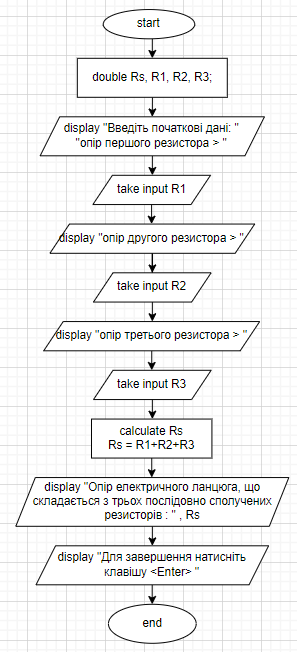 start
double Rs, R1, R2, R3;
display "Введіть початкові дані: "
"опір першого резистора > "
take input R1
display "опір другого резистора > "
take input R2
display "опір третього резистора > "
take input R3
calculate Rs
Rs = R1+R2+R3
display "Опір електричного ланцюга, що
складається з трьох послідовно сполучених
резисторів : " , Rs
display "Для завершення натисніть
клавішу <Enter> "
end